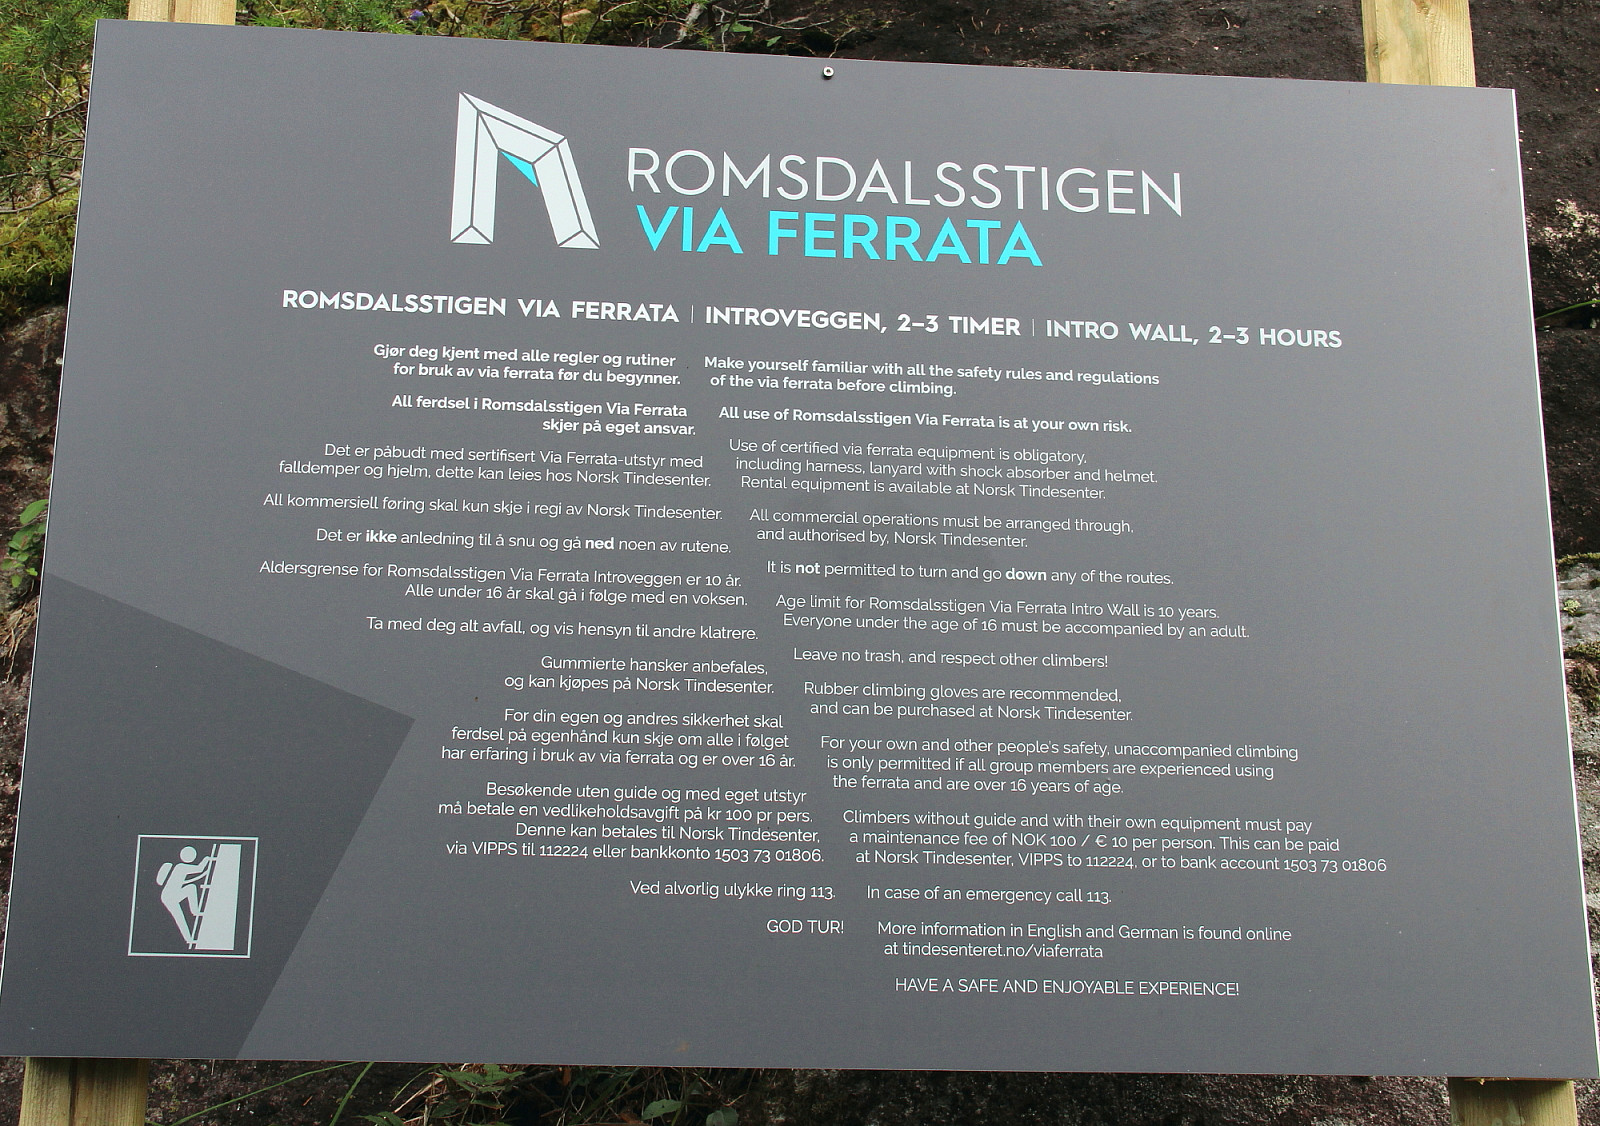 ROMSDALSSTIGEN
VIA FERRATA
ROMSDALSSTIGEN VIA FERRATA | INTROVEGGEN, 2–3 TIMER | INTRO WALL, 2–3 HOURS
Gjør deg kjent med alle regler og rutiner
for bruk av via ferrata før du begynner.
All ferdsel i Romsdalsstigen Via Ferrata
skjer på eget ansvar.
Det er påbudt med sertifisert Via Ferrata-utstyr med
falldemper og hjelm, dette kan leies hos Norsk Tindesenter.
All kommersiell føring skal kun skje i regi av Norsk Tindesenter.
Det er ikke anledning til å snu og gå ned noen av rutene.
Aldersgrense for Romsdalsstigen Via Ferrata Introveggen er 10 år.
Alle under 16 år skal gå i følge med en voksen.
Ta med deg alt avfall, og vis hensyn til andre klatrere.
Gummierte hansker anbefales,
og kan kjøpes på Norsk Tindesenter.
For din egen og andres sikkerhet skal
ferdsel på egenhånd kun skje om alle i følget
har erfaring i bruk av via ferrata og er over 16 år.
Besøkende uten guide og med eget utstyr
må betale en vedlikeholdsavgift på kr 100 pr pers.
Denne kan betales til Norsk Tindesenter,
via VIPPS til 112224 eller bankkonto 1503 73 01806.
Ved alvorlig ulykke ring 113.
GOD TUR!
Make yourself familiar with all the safety rules and regulations
of the via ferrata before climbing.
All use of Romsdalsstigen Via Ferrata is at your own risk.
Use of certified via ferrata equipment is obligatory,
including harness, lanyard with shock absorber and helmet.
Rental equipment is available at Norsk Tindesenter.
All commercial operations must be arranged through,
and authorised by, Norsk Tindesenter.
It is not permitted to turn and go down any of the routes.
Age limit for Romsdalsstigen Via Ferrata Intro Wall is 10 years.
Everyone under the age of 16 must be accompanied by an adult.
Leave no trash, and respect other climbers!
Rubber climbing gloves are recommended,
and can be purchased at Norsk Tindesenter.
For your own and other people's safety, unaccompanied climbing
is only permitted if all group members are experienced using
the ferrata and are over 16 years of age.
Climbers without guide and with their own equipment must pay
a maintenance fee of NOK 100 / € 10 per person. This can be paid
at Norsk Tindesenter, VIPPS to 112224, or to bank account 1503 73 01806
In case of an emergency call 113.
More information in English and German is found online
at tindesenteret.no/viaferrata
HAVE A SAFE AND ENJOYABLE EXPERIENCE!